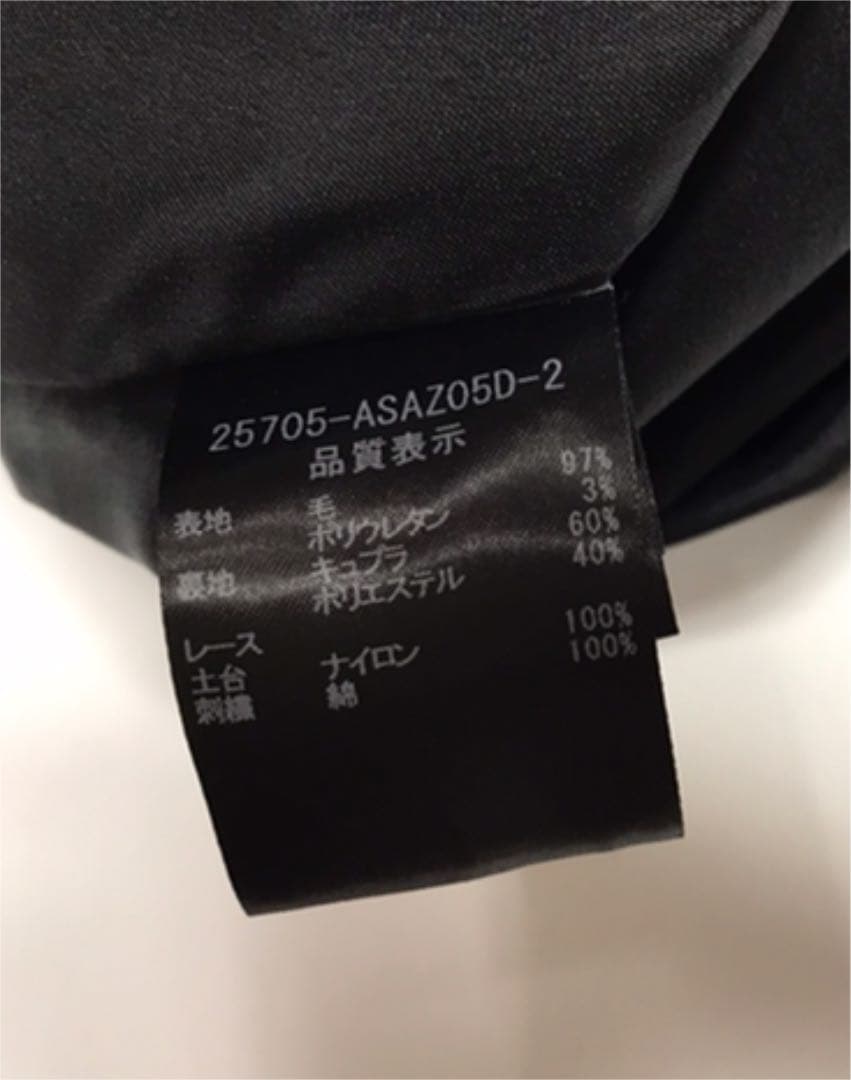 25705-ASAZ05D-2
品質表示
表地 毛 97%
ポリウレタン 3%
裏地 キュプラ 60%
ポリエステル 40%
レース
土台 ナイロン 100%
刺繍 綿 100%